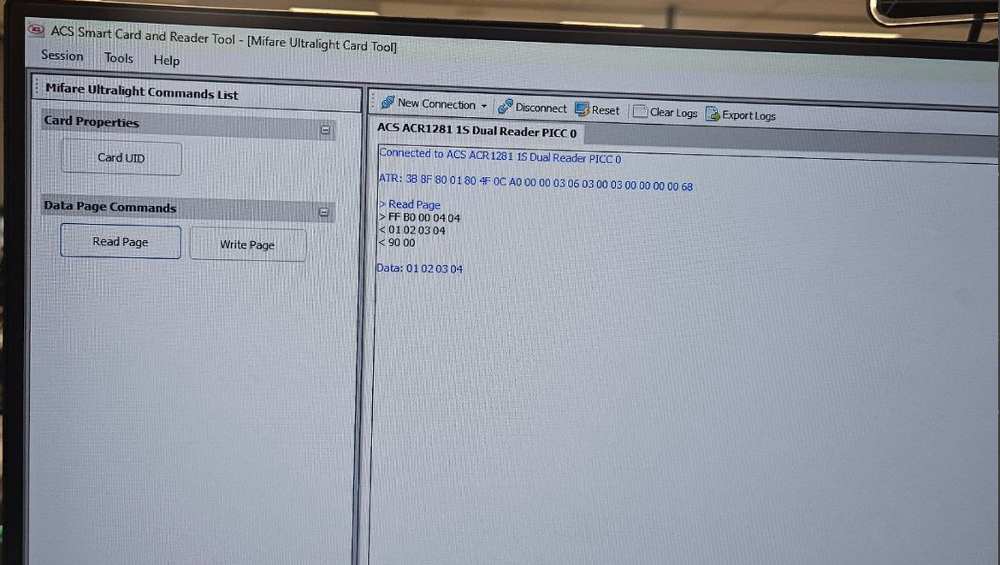 ACS Smart Card and Reader Tool - [Mifare Ultralight Card Tool]
Session Tools Help
Mifare Ultralight Commands List
Card Properties
Card UID
Data Page Commands
Read Page Write Page
New Connection Disconnect Reset Clear Logs Export Logs
ACS ACR1281 1S Dual Reader PICC 0
Connected to ACS ACR1281 1S Dual Reader PICC 0
ATR: 3B 8F 80 01 80 4F 0C A0 00 00 03 06 03 00 03 00 00 00 00 68
> Read Page
> FF B0 00 04 04
< 01 02 03 04
< 90 00
Data: 01 02 03 04